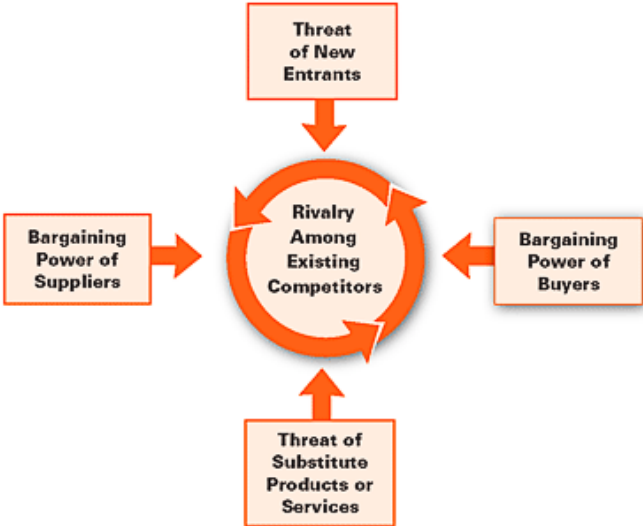 Threat
of New
Entrants
Bargaining
Power of
Suppliers
Rivalry
Among
Existing
Competitors
Bargaining
Power of
Buyers
Threat of
Substitute
Products or
Services